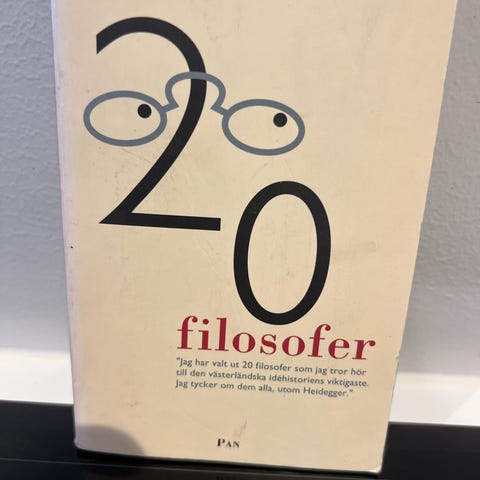 20
filosofer
"Jag har valt ut 20 filosofer som jag tror hör
till den västerländska idéhistoriens viktigaste.
Jag tycker om dem alla, utom Heidegger."
PAN